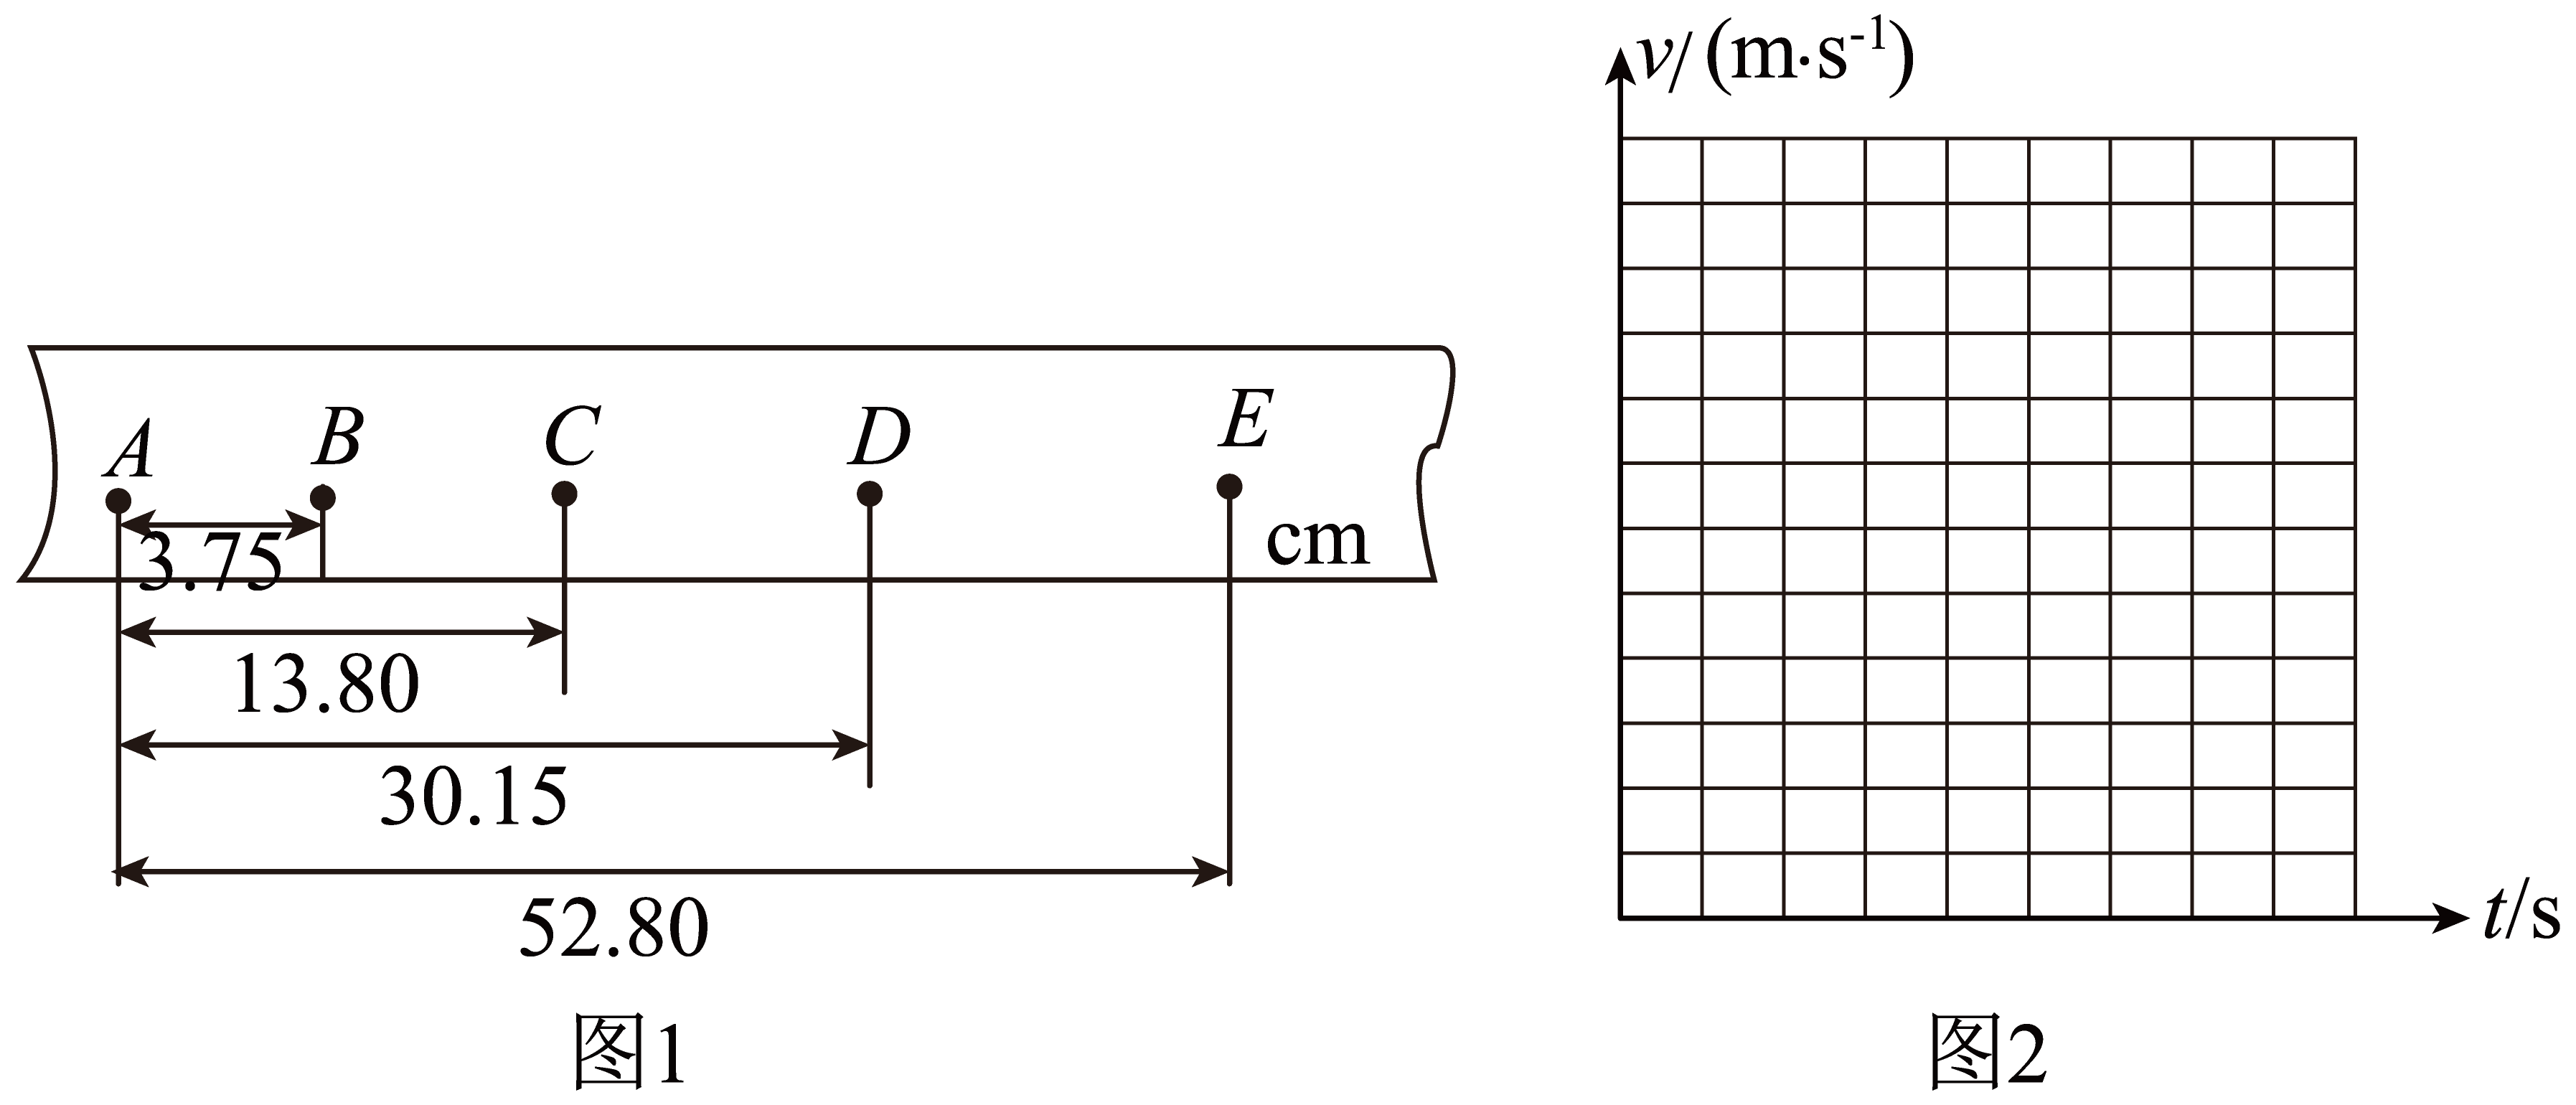 A B C D E
3.75
cm
13.80
30.15
52.80
图1
v/(m·s⁻¹)
t/s
图2